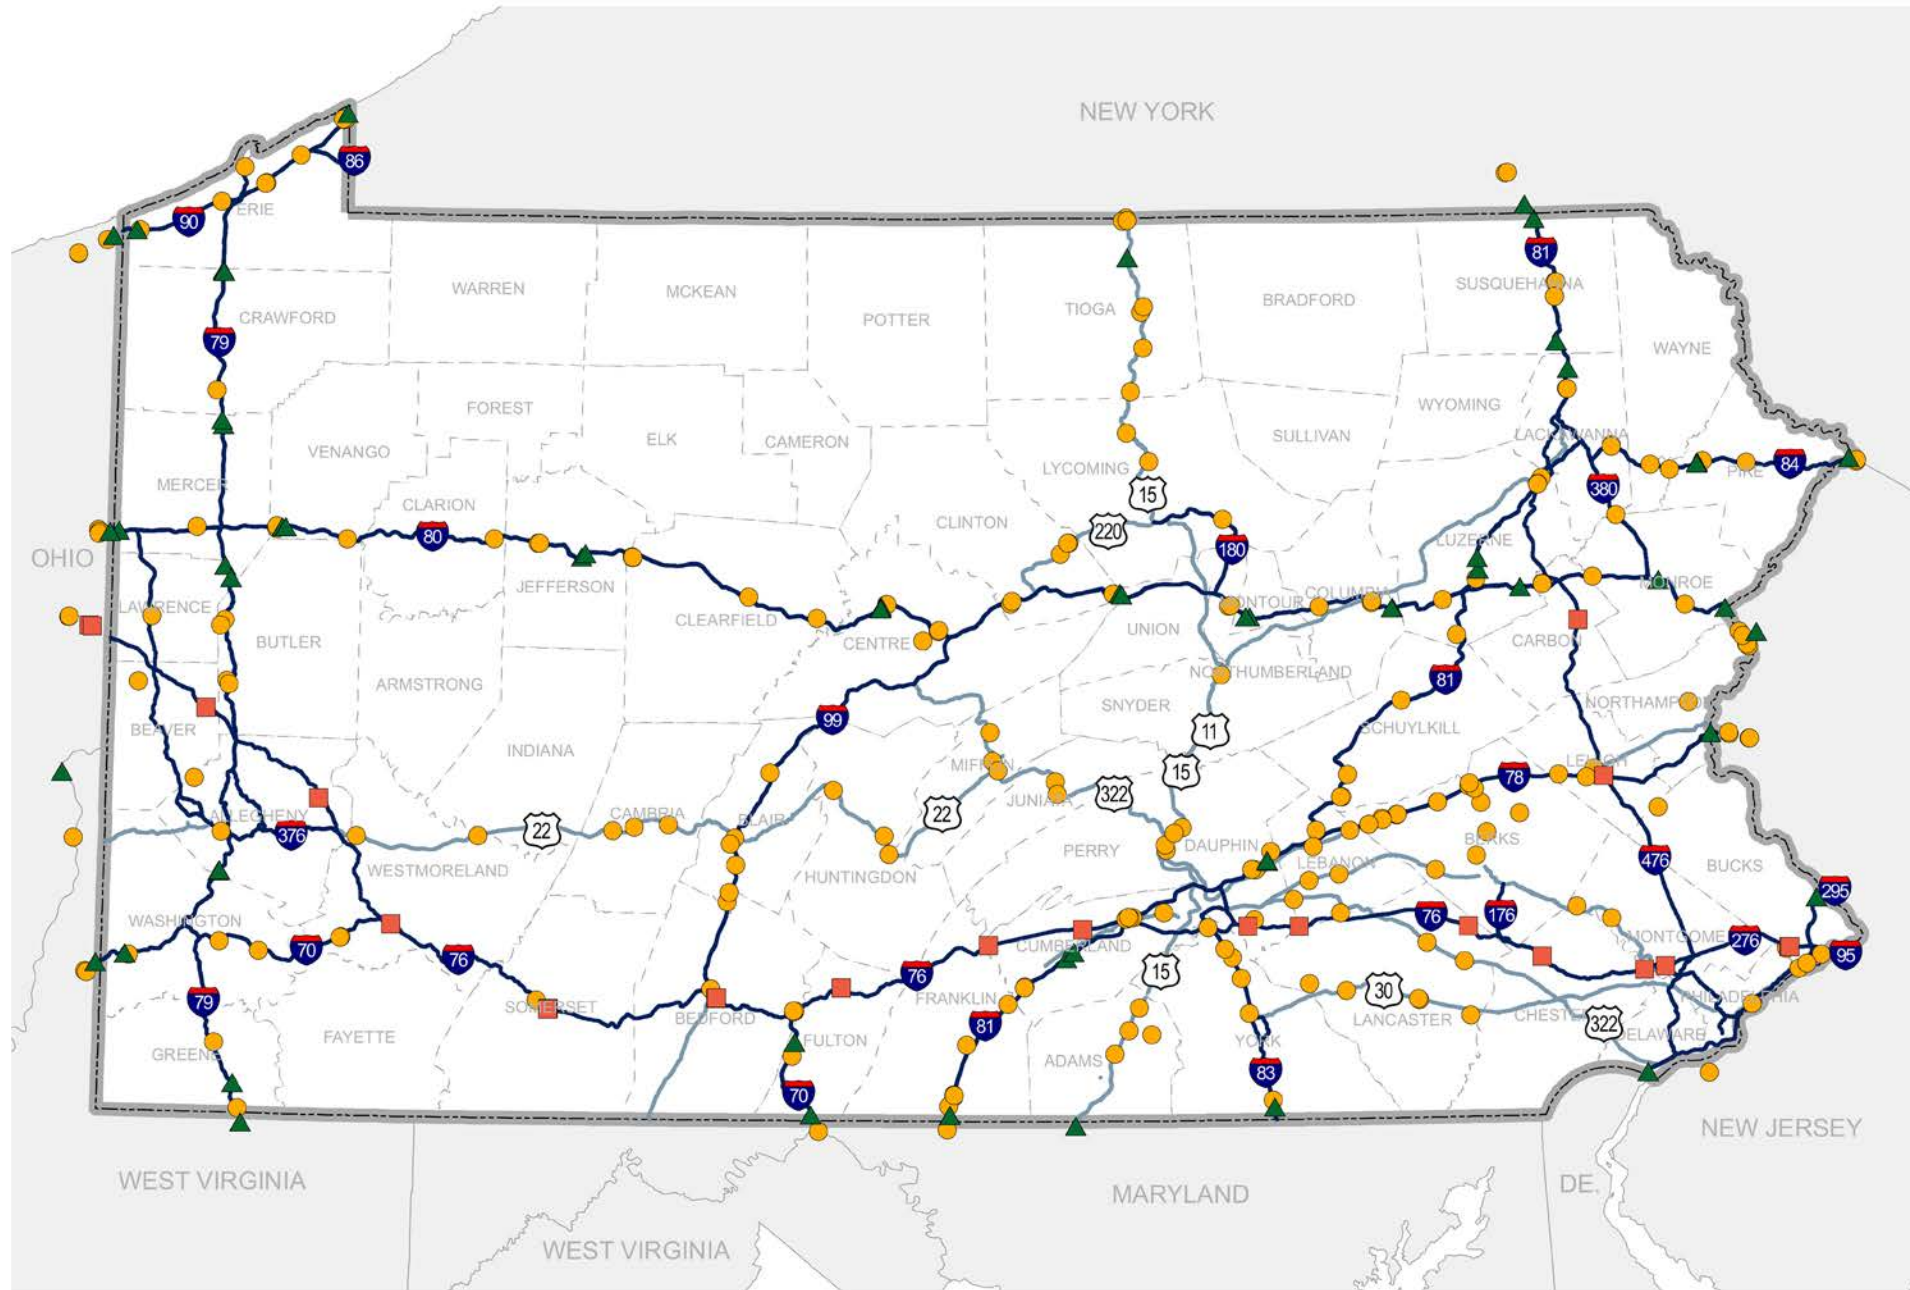 NEW YORK
86
ERIE
90
81
SUSQUEHANNA
WARREN
MCKEAN
BRADFORD
TIOGA
CRAWFORD
POTTER
79
WAYNE
FOREST
WYOMING
ELK
CAMERON
SULLIVAN
LACKAWANNA
VENANGO
LYCOMING
84
PIKE
MERCER
380
15
CLARION
CLINTON
220
80
LUZERNE
180
OHIO
JEFFERSON
MONROE
COLUMBIA
MONTOUR
LAWRENCE
CLEARFIELD
UNION
CARBON
BUTLER
CENTRE
NORTHUMBERLAND
81
ARMSTRONG
NORTHAMPTON
SNYDER
99
BEAVER
11
SCHUYLKILL
INDIANA
LEHIGH
MIFFLIN
15
78
JUNIATA
322
ALLEGHENY
CAMBRIA
22
BLAIR
376
22
BERKS
DAUPHIN
PERRY
476
LEBANON
BUCKS
WESTMORELAND
HUNTINGDON
295
WASHINGTON
76
176
MONTGOMERY
276
CUMBERLAND
70
76
95
15
76
79
FRANKLIN
30
PHILADELPHIA
SOMERSET
BEDFORD
LANCASTER
CHESTER
81
322
FAYETTE
FULTON
DELAWARE
GREENE
ADAMS
YORK
83
70
NEW JERSEY
WEST VIRGINIA
MARYLAND
DE.
WEST VIRGINIA